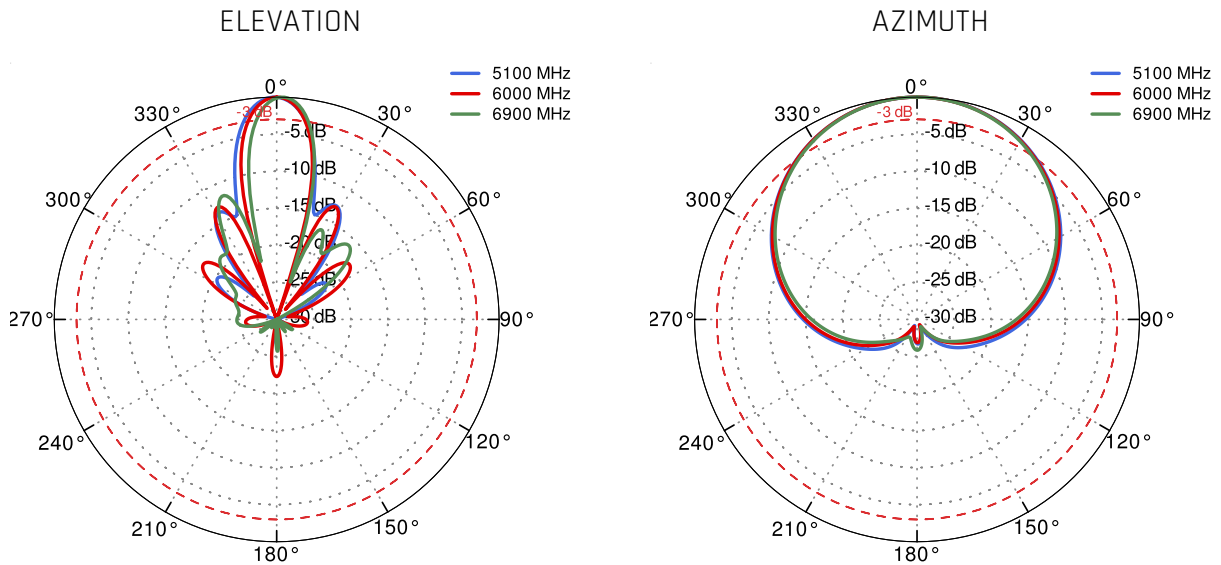 ELEVATION
5100 MHz
6000 MHz
6900 MHz
0°
330°
30°
-3 dB
-5 dB
-10 dB
300°
60°
-15 dB
-20 dB
-25 dB
-30 dB
270°
90°
240°
120°
210°
150°
180°
AZIMUTH
5100 MHz
6000 MHz
6900 MHz
0°
330°
30°
-3 dB
-5 dB
-10 dB
300°
60°
-15 dB
-20 dB
-25 dB
-30 dB
270°
90°
240°
120°
210°
150°
180°